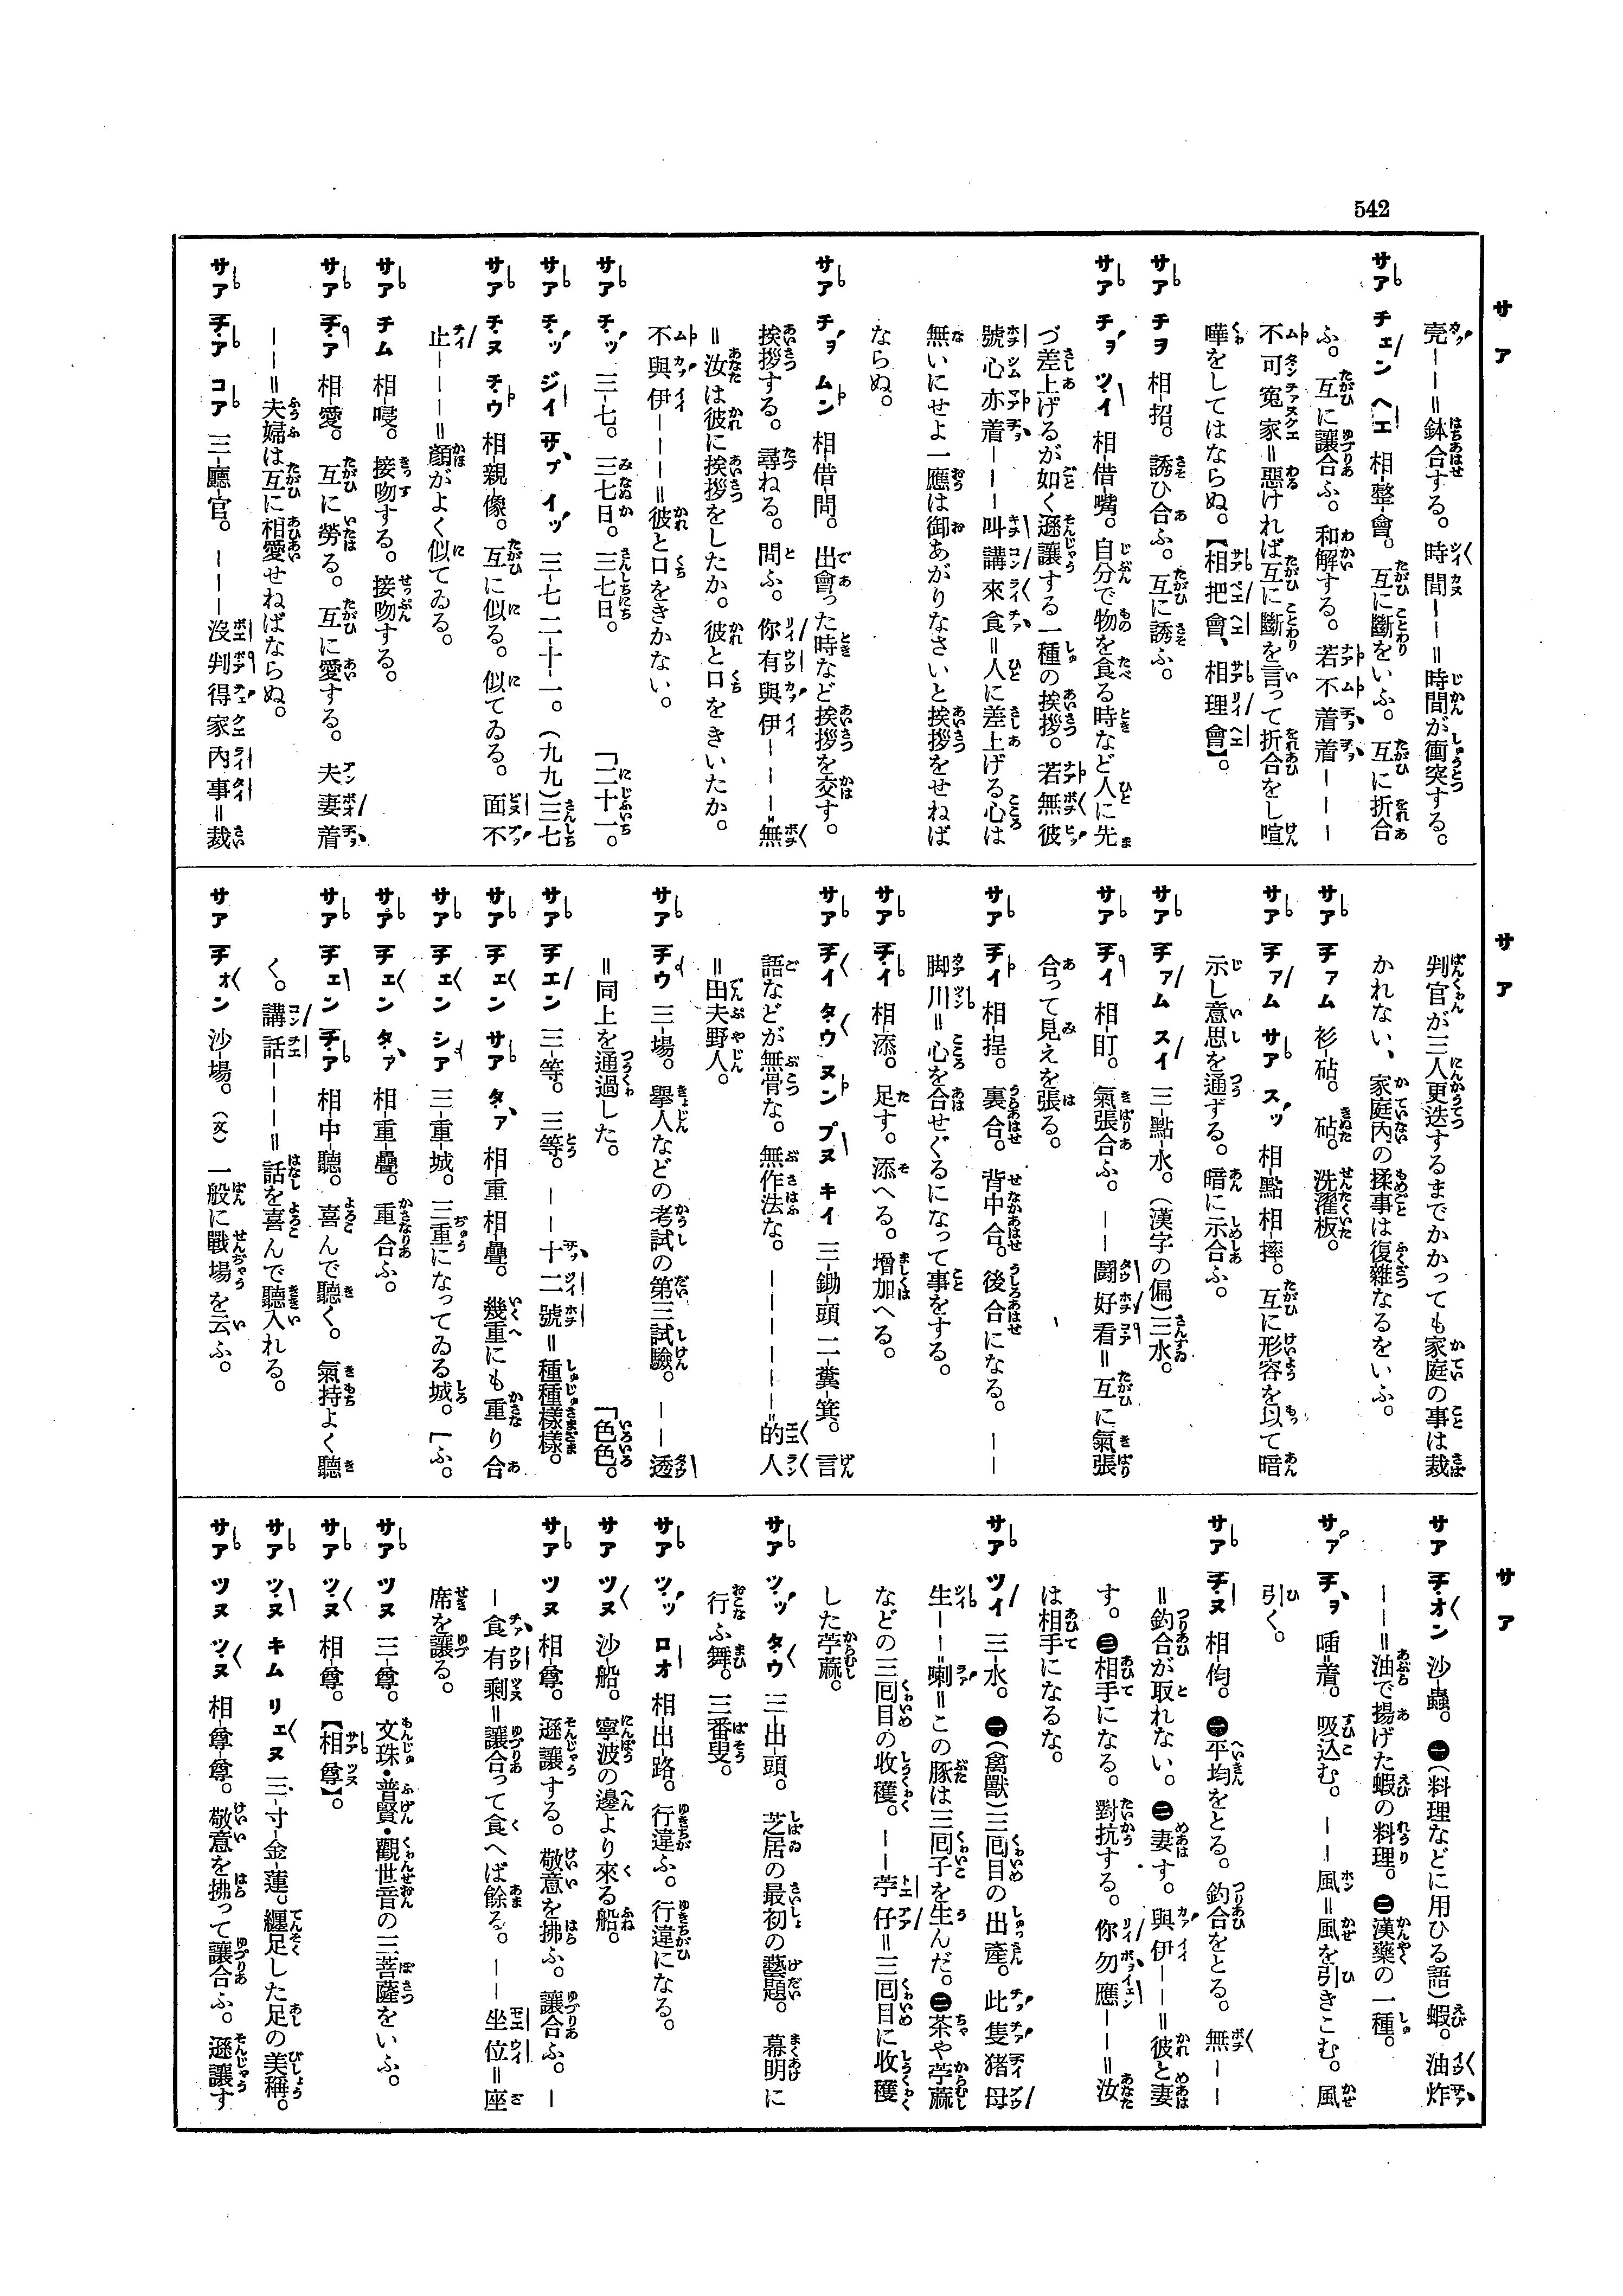 542
サア
売－－＝鉢合する。時間－－＝時間が衝突する。
サア チェン ヘエ 相-整會。互に斷をいふ。互に折合
ふ。互に讓合ふ。和解する。若不着着－－－
不可寃家＝惡ければ互に斷を言って折合をし喧
嘩をしてはならぬ。【相把會、相理會】。
サア チヲ 相-招。誘ひ合ふ。互に誘ふ。
サア チヲ ツイ 相-借-嘴。自分で物を食る時など人に先
づ差上げるが如く遜讓する一種の挨拶。若無彼
號心亦着－－－叫講來食＝人に差上げる心は
無いにせよ一應は御あがりなさいと挨拶をせねば
ならぬ。
サア チヲ ムン 相-借-問。出會った時など挨拶を交す。
挨拶する。尋ねる。問ふ。你有與伊－－－＝無
＝汝は彼に挨拶をしたか。彼と口をきいたか。
不與伊－－－＝彼と口をきかない。
サア チッ 三-七。三七日。三七日。 「二十一。
サア チッ ジイ ザプ イッ 三-七 二-十-一。(九九)三七
サア チヌ チウ 相-親-像。互に似る。似てゐる。面不
止－－－＝顏がよく似てゐる。
サア チム 相-唚。接吻する。接吻する。
サア チア 相-愛。互に勞る。互に愛する。夫妻着
－－＝夫婦は互に相愛せねばならぬ。
サア チア コア 三-廳-官。－－－沒判得家內事＝裁
サア
判官が三人更迭するまでかかっても家庭の事は裁
かれない、家庭內の揉事は復雜なるをいふ。
サア チァム 衫-砧。砧。洗濯板。
サア チァム サア スッ 相-點 相-摔。互に形容を以て暗
示し意思を通ずる。暗に示合ふ。
サア チァム スイ 三-點-水。(漢字の偏)三水。
サア チイ 相-盯。氣張合ふ。－－鬪好看＝互に氣張
合って見えを張る。
サア チイ 相-捏。裏合。背中合。後合になる。－－
脚川＝心を合せぐるになって事をする。
サア チイ 相-添。足す。添へる。增加へる。
サア チイ タウ ヌン プヌ キイ 三-鋤-頭 二-糞-箕。言
語などが無骨な。無作法な。－－－－－－＝的人
＝田夫野人。
サア チウ 三-場。擧人などの考試の第三試驗。－－透
＝同上を通過した。 「色色。
サア チエン 三-等。三等。－－十二號＝種種樣樣。
サア チェン サア タァ 相-重 相-疊。幾重にも重り合
サア チェン シア 三-重-城。三重になってゐる城。「ふ。
サア チェン タァ 相-重-疊。重合ふ。
サア チェン チア 相-中-聽。喜んで聽く。氣持よく聽
く。講話－－－＝話を喜んで聽入れる。
サア チォン 沙-場。(文)一般に戰場を云ふ。
サア
サア チオン 沙-蟲。㊀(料理などに用ひる語)蝦。油炸
－－＝油で揚げた蝦の料理。㊁漢藥の一種。
サァ チヲ 唾=着。吸込む。－－風＝風を引きこむ。風
引く。
サア チヌ 相-勻。㊀平均をとる。釣合をとる。無－－
＝釣合が取れない。㊁妻す。與伊－－＝彼と妻
す。㊂相手になる。對抗する。你勿應－－＝汝
は相手になるな。
サア ツイ 三-水。㊀(禽獸)三囘目の出產。此隻猪母
生－－喇＝この豚は三囘子を生んだ。㊁茶や苧蔴
などの三囘目の收穫。－－苧仔＝三囘目に收穫
した苧蔴。
サア ツッ タウ 三-出-頭。芝居の最初の藝題。幕明に
行ふ舞。三番叟。
サア ツッ ロオ 相-出-路。行違ふ。行違になる。
サア ツヌ 沙-船。寧波の邊より來る船。
サア ツヌ 相-尊。遜讓する。敬意を拂ふ。讓合ふ。－
－食有剩＝讓合って食へば餘る。－－坐位＝座
席を讓る。
サア ツヌ 三-尊。文珠・普賢・觀世音の三菩薩をいふ。
サア ツヌ 相-尊。【相尊】。
サア ツヌ キム リェヌ 三-寸-金-蓮。纏足した足の美稱。
サア ツヌ ツヌ 相-尊-尊。敬意を拂って讓合ふ。遜讓す